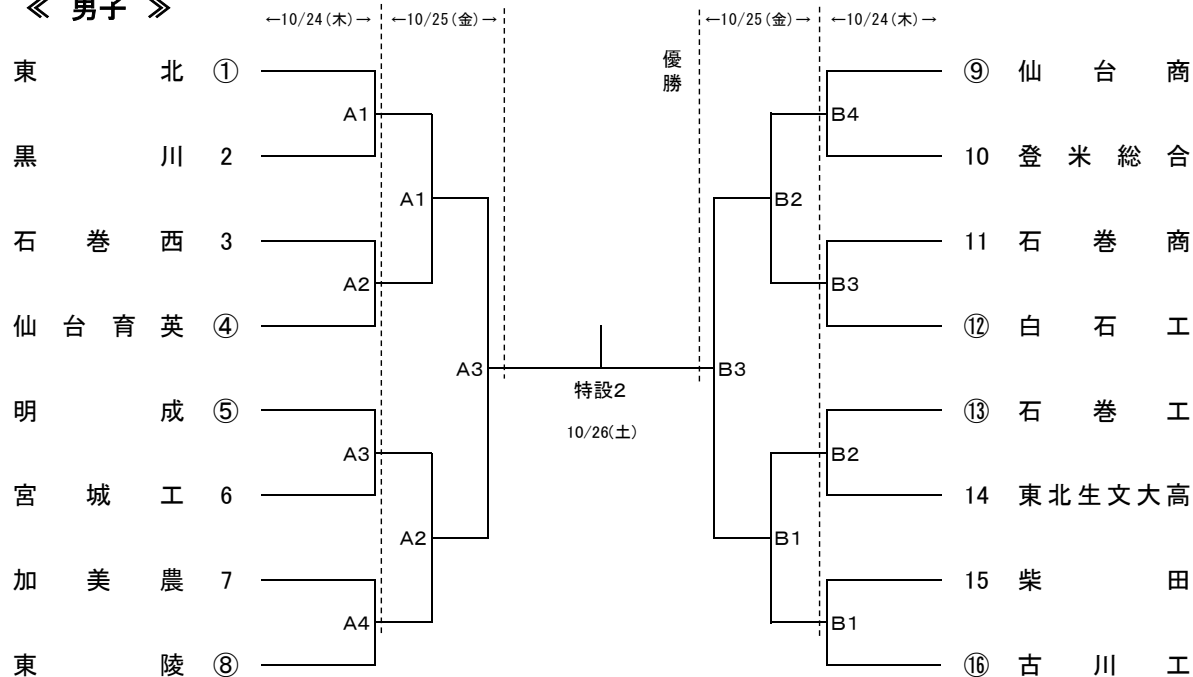 ≪ 男子 ≫
←10/24(木)→ ←10/25(金)→ ←10/25(金)→ ←10/24(木)→
優勝
東北 ① ⑨ 仙台商
A1 B4
黒川 2 10 登米総合
A1 B2
石巻西 3 11 石巻商
A2 B3
仙台育英 ④ ⑫ 白石工
A3 B3
特設2
明成 ⑤ ⑬ 石巻工
10/26(土)
A3 B2
宮城工 6 14 東北生文大高
A2 B1
加美農 7 15 柴田
A4 B1
東陵 ⑧ ⑯ 古川工